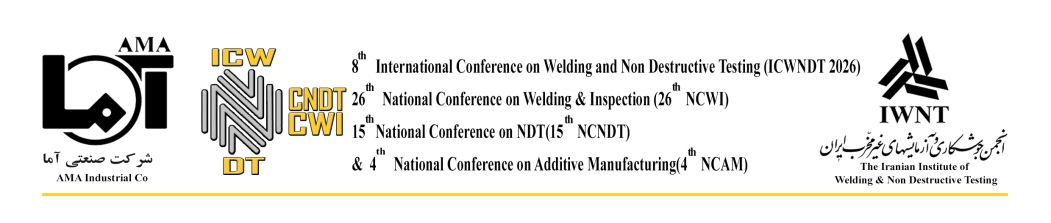 AMA
آما
شرکت صنعتی آما
AMA Industrial Co
ICW
CNDT
CWI
DT
8th International Conference on Welding and Non Destructive Testing (ICWNDT 2026)
26th National Conference on Welding & Inspection (26th NCWI)
15th National Conference on NDT(15th NCNDT)
& 4th National Conference on Additive Manufacturing(4th NCAM)
IWNT
انجمن جوشکاری و آزمایشهای غیرمخرب ایران
The Iranian Institute of
Welding & Non Destructive Testing